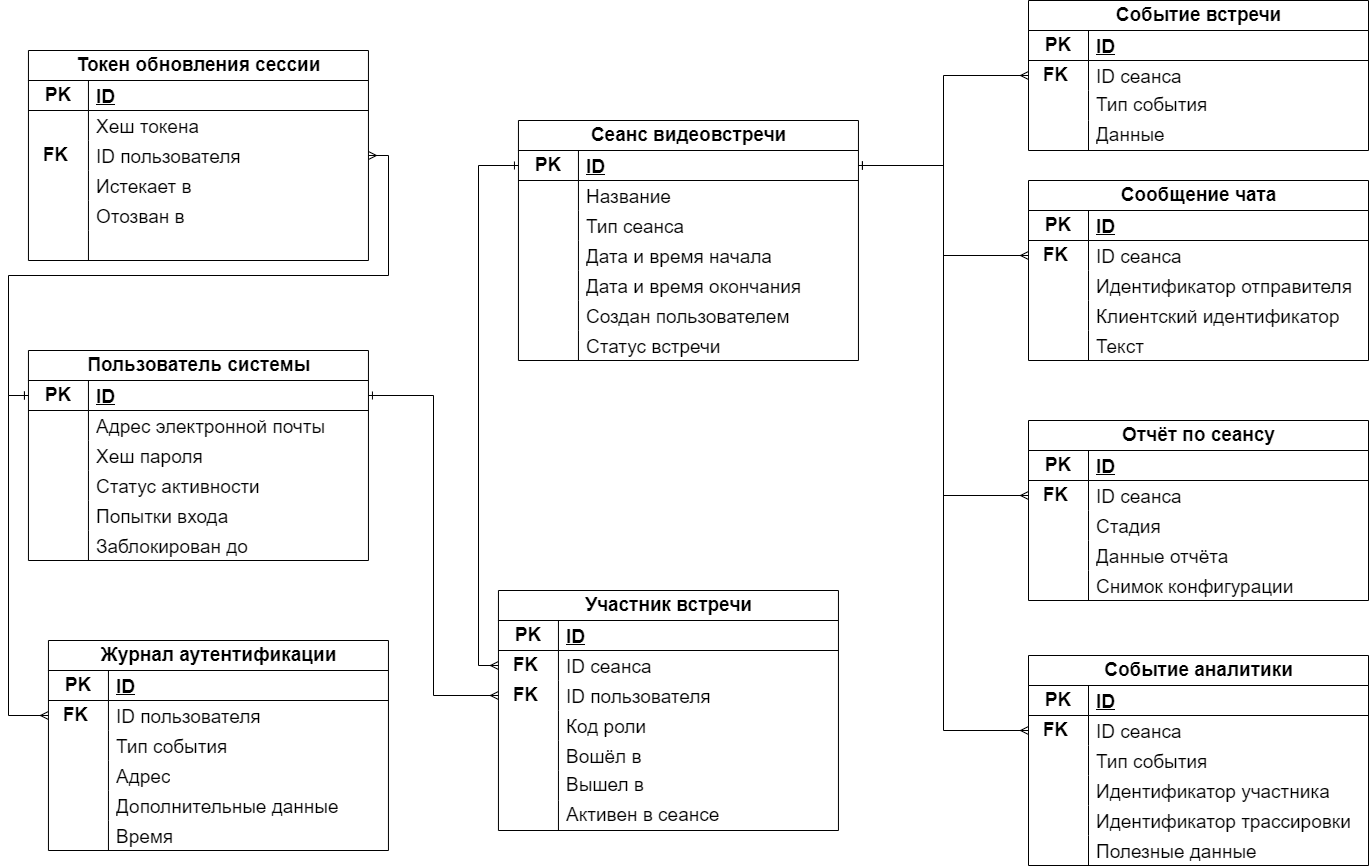 Токен обновления сессии
PK ID
Хеш токена
FK ID пользователя
Истекает в
Отозван в
Пользователь системы
PK ID
Адрес электронной почты
Хеш пароля
Статус активности
Попытки входа
Заблокирован до
Журнал аутентификации
PK ID
FK ID пользователя
Тип события
Адрес
Дополнительные данные
Время
Сеанс видеовстречи
PK ID
Название
Тип сеанса
Дата и время начала
Дата и время окончания
Создан пользователем
Статус встречи
Участник встречи
PK ID
FK ID сеанса
FK ID пользователя
Код роли
Вошёл в
Вышел в
Активен в сеансе
Событие встречи
PK ID
FK ID сеанса
Тип события
Данные
Сообщение чата
PK ID
FK ID сеанса
Идентификатор отправителя
Клиентский идентификатор
Текст
Отчёт по сеансу
PK ID
FK ID сеанса
Стадия
Данные отчёта
Снимок конфигурации
Событие аналитики
PK ID
FK ID сеанса
Тип события
Идентификатор участника
Идентификатор трассировки
Полезные данные